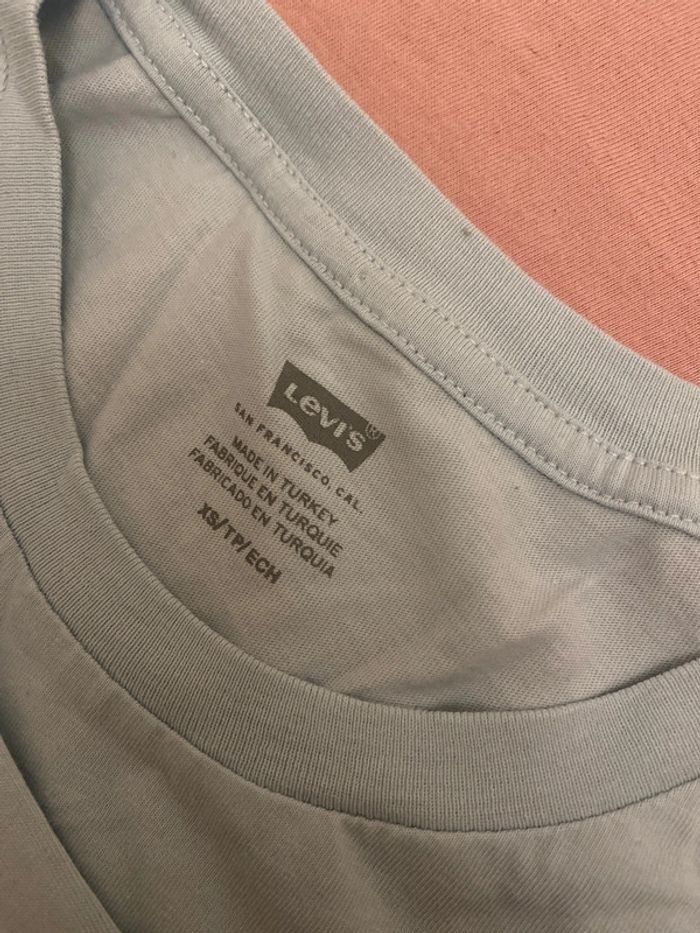 Levi's®
SAN FRANCISCO, CAL.
MADE IN TURKEY
FABRIQUE EN TURQUIE
FABRICADO EN TURQUIA
XS/TP/ECH